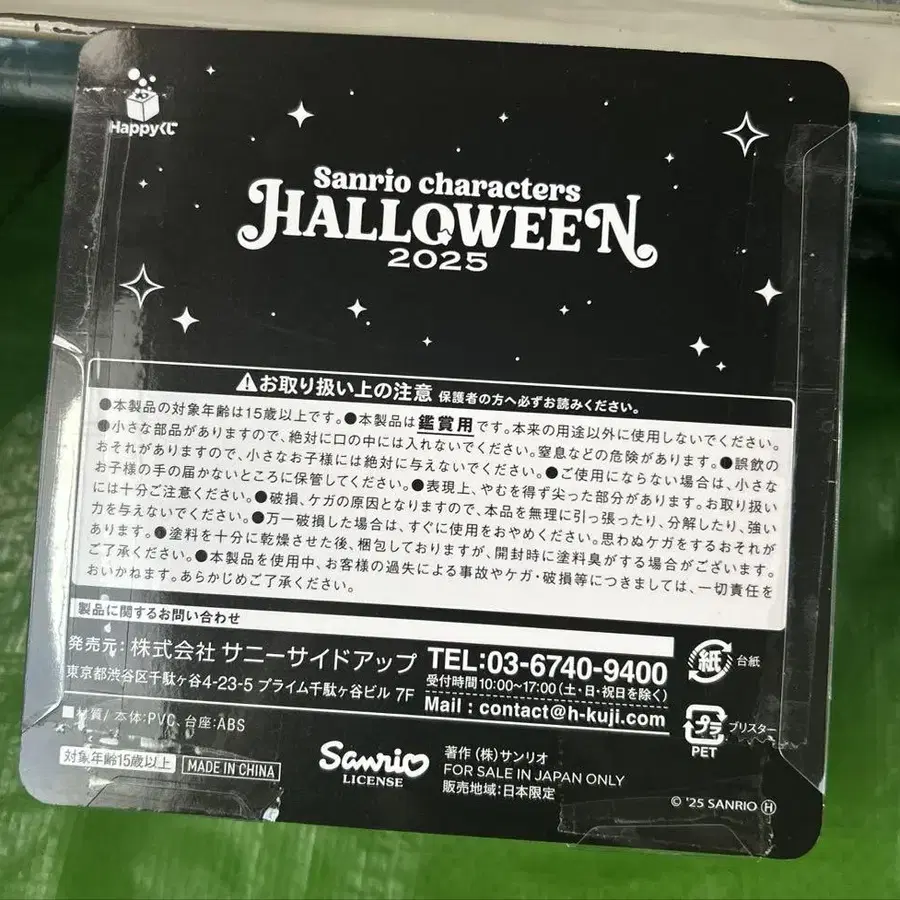 Happyくじ
Sanrio characters
HALLOWEEN
2025
お取り扱い上の注意 保護者の方へ必ずお読みください。
●本製品の対象年齢は15歳以上です。●本製品は鑑賞用です。本来の用途以外に使用しないでください。
●小さな部品がありますので、絶対に口の中には入れないでください。窒息などの危険があります。●誤飲の
おそれがありますので、小さなお子様には絶対に与えないでください。●ご使用にならない場合は、小さな
お子様の手の届かないところに保管してください。●表現上、やむを得ず尖った部分があります。お取り扱い
には十分ご注意ください。●破損、ケガの原因となりますので、本品を無理に引っ張ったり、分解したり、強い
力を与えないでください。●万一破損した場合は、すぐに使用をおやめください。思わぬケガをするおそれが
あります。●塗料を十分に乾燥させた後、梱包しておりますが、開封時に塗料臭がする場合がございます。
ご了承ください。●本製品を使用中、お客様の過失による事故やケガ・破損等につきましては、一切責任を
おいかねます。あらかじめご了承ください。
製品に関するお問い合わせ
発売元:株式会社 サニーサイドアップ
東京都渋谷区千駄ヶ谷4-23-5 プライム千駄ヶ谷ビル 7F
TEL:03-6740-9400
受付時間10:00~17:00(土・日・祝日を除く)
Mail : contact@h-kuji.com
紙 台紙
プラ ブリスター
PET
■材質/本体:PVC、台座:ABS
対象年齢15歳以上
MADE IN CHINA
Sanrio
LICENSE
著作(株)サンリオ
FOR SALE IN JAPAN ONLY
販売地域:日本限定
© '25 SANRIO Ⓗ